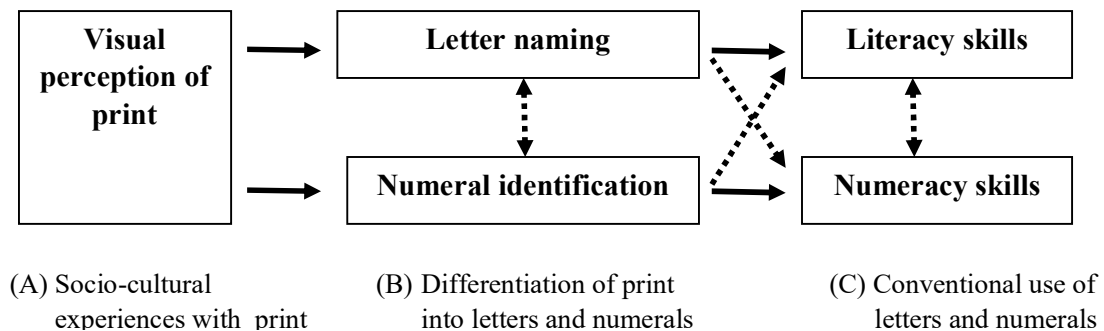 Visual
perception of
print
Letter naming
Literacy skills
Numeral identification
Numeracy skills
(A) Socio-cultural
experiences with print
(B) Differentiation of print
into letters and numerals
(C) Conventional use of
letters and numerals